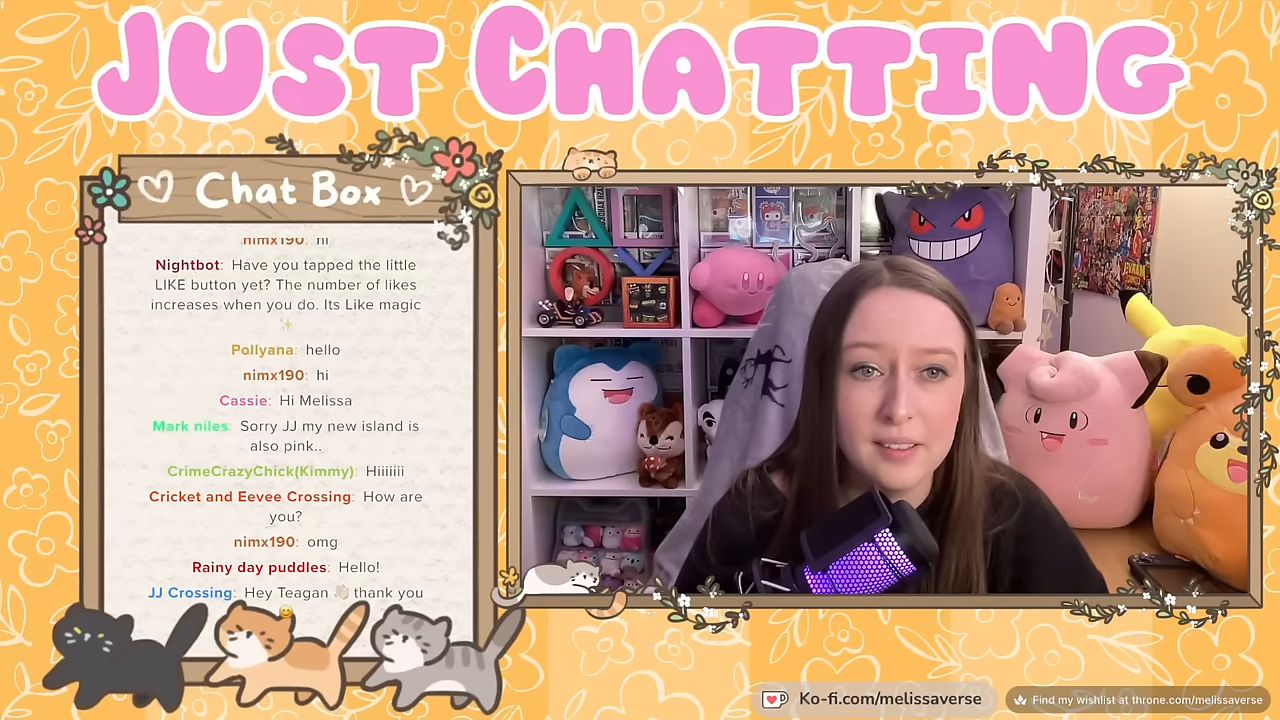 JUST CHATTING
Chat Box
nimx190: hi
Nightbot: Have you tapped the little
LIKE button yet? The number of likes
increases when you do. Its Like magic
✨
Pollyana: hello
nimx190: hi
Cassie: Hi Melissa
Mark niles: Sorry JJ my new island is
also pink..
CrimeCrazyChick(Kimmy): Hiiiiiii
Cricket and Eevee Crossing: How are
you?
nimx190: omg
Rainy day puddles: Hello!
JJ Crossing: Hey Teagan 👋🏻 thank you
😊
Ko-fi.com/melissaverse
Find my wishlist at throne.com/melissaverse